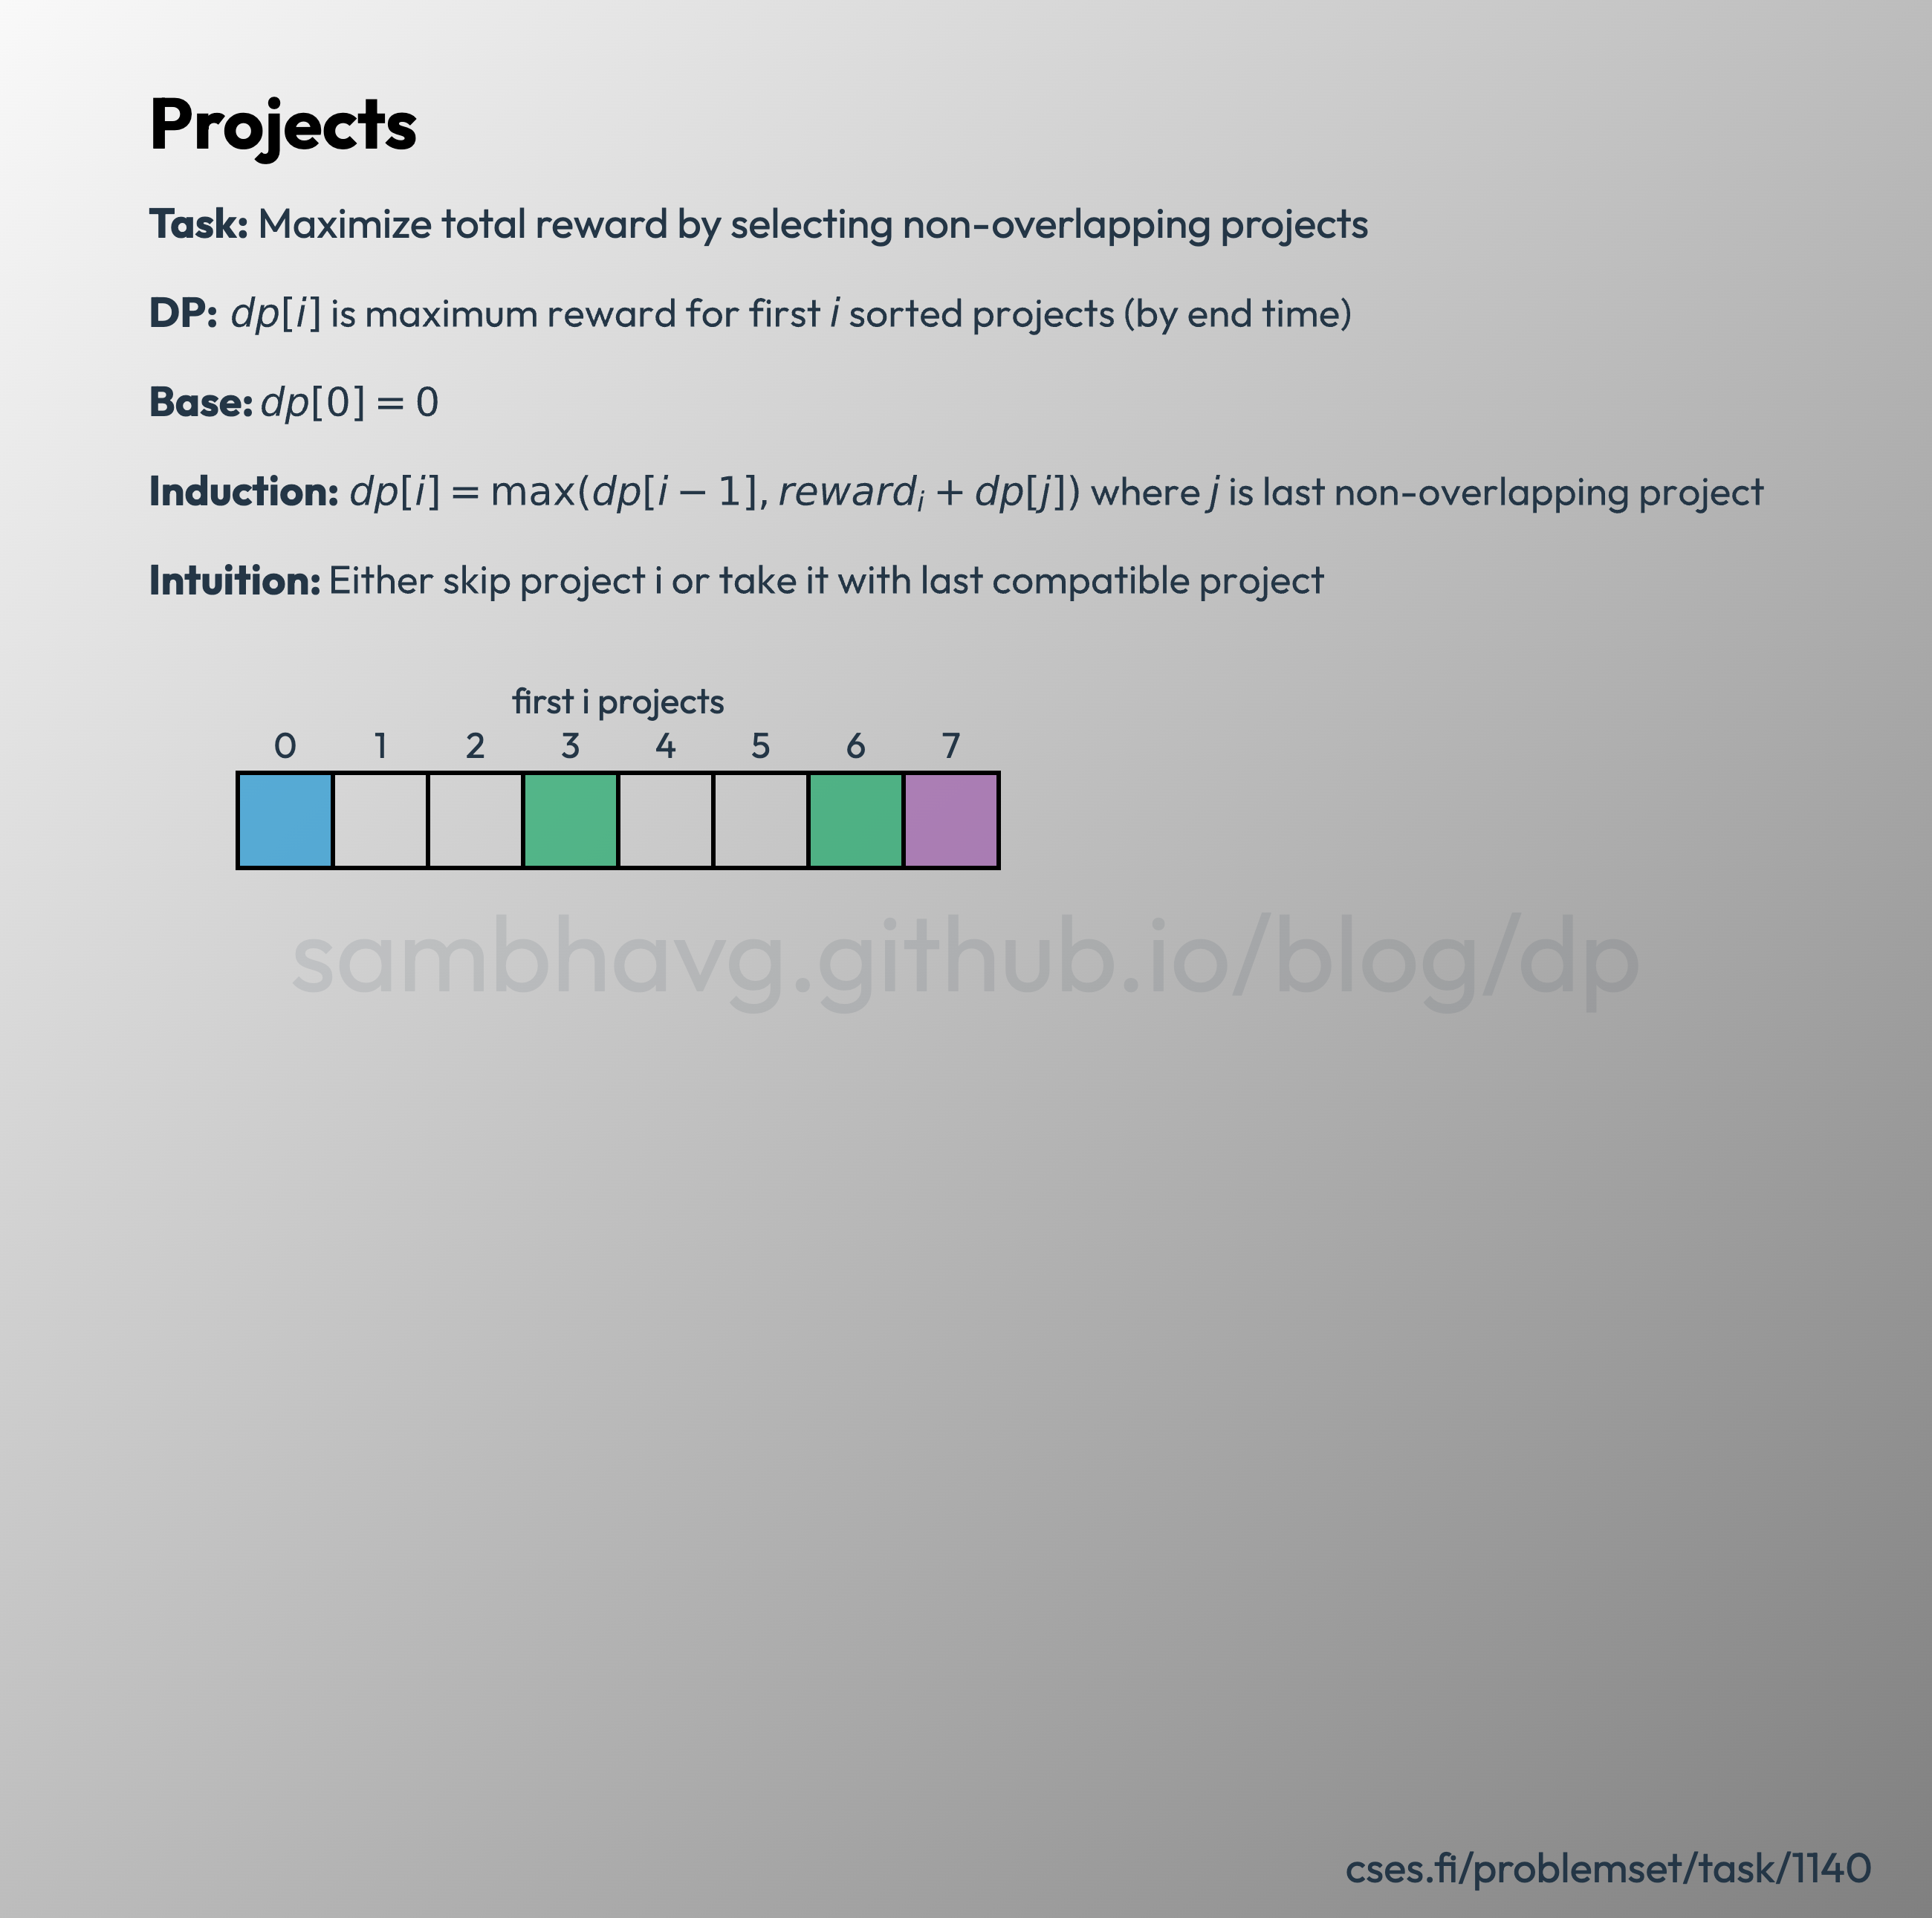 Projects
Task: Maximize total reward by selecting non-overlapping projects
DP: dp[i] is maximum reward for first i sorted projects (by end time)
Base: dp[0] = 0
Induction: dp[i] = max(dp[i − 1], reward_i + dp[j]) where j is last non-overlapping project
Intuition: Either skip project i or take it with last compatible project
first i projects
0 1 2 3 4 5 6 7
sambhavg.github.io/blog/dp
cses.fi/problemset/task/1140